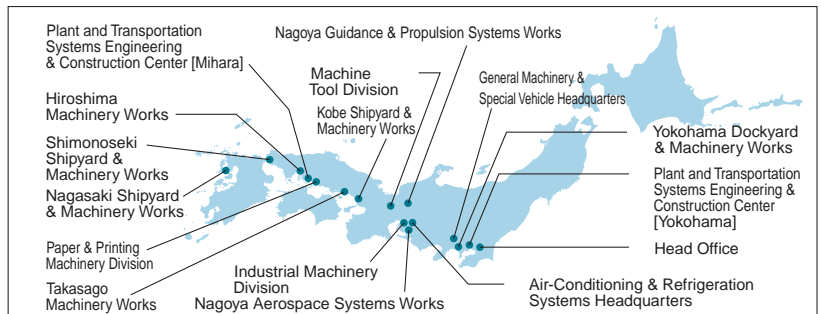 Plant and Transportation
Systems Engineering
& Construction Center [Mihara]
Hiroshima
Machinery Works
Shimonoseki
Shipyard &
Machinery Works
Nagasaki Shipyard
& Machinery Works
Paper & Printing
Machinery Division
Takasago
Machinery Works
Nagoya Guidance & Propulsion Systems Works
Machine
Tool Division
Kobe Shipyard &
Machinery Works
General Machinery &
Special Vehicle Headquarters
Industrial Machinery
Division
Nagoya Aerospace Systems Works
Yokohama Dockyard
& Machinery Works
Plant and Transportation
Systems Engineering &
Construction Center
[Yokohama]
Head Office
Air-Conditioning & Refrigeration
Systems Headquarters